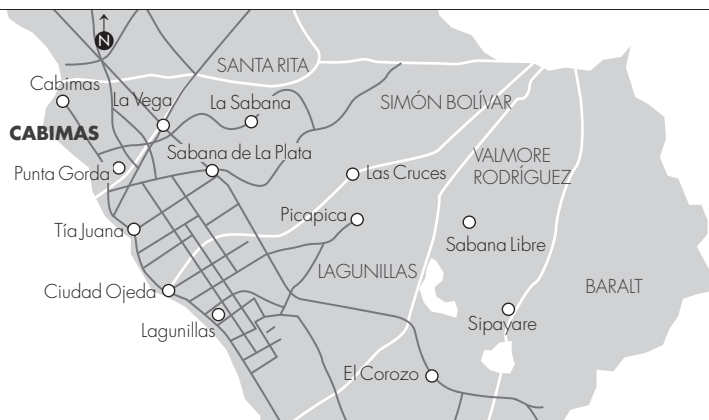 N
SANTA RITA
Cabimas
La Vega
La Sabana
SIMÓN BOLÍVAR
CABIMAS
Sabana de La Plata
VALMORE
RODRÍGUEZ
Punta Gorda
Las Cruces
Picapica
Tía Juana
Sabana Libre
LAGUNILLAS
BARALT
Ciudad Ojeda
Sipayare
Lagunillas
El Corozo